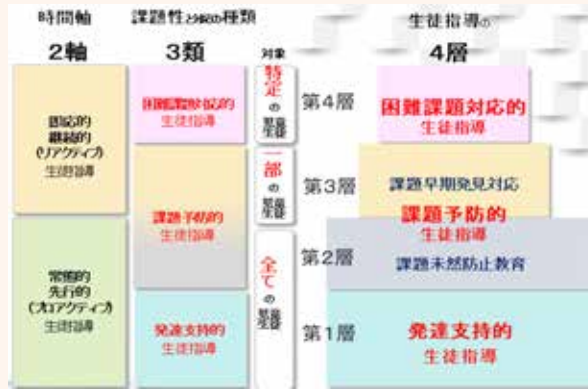 時間軸
2軸
課題性と対応の種類
3類
対象
生徒指導の
4層
即応的
継続的
(リアクティブ)
生徒指導
常態的
先行的
(プロアクティブ)
生徒指導
困難課題対応的
生徒指導
課題予防的
生徒指導
発達支持的
生徒指導
特定の児童生徒
一部の児童生徒
全ての児童生徒
第4層
第3層
第2層
第1層
困難課題対応的
生徒指導
課題早期発見対応
課題予防的
生徒指導
課題未然防止教育
発達支持的
生徒指導